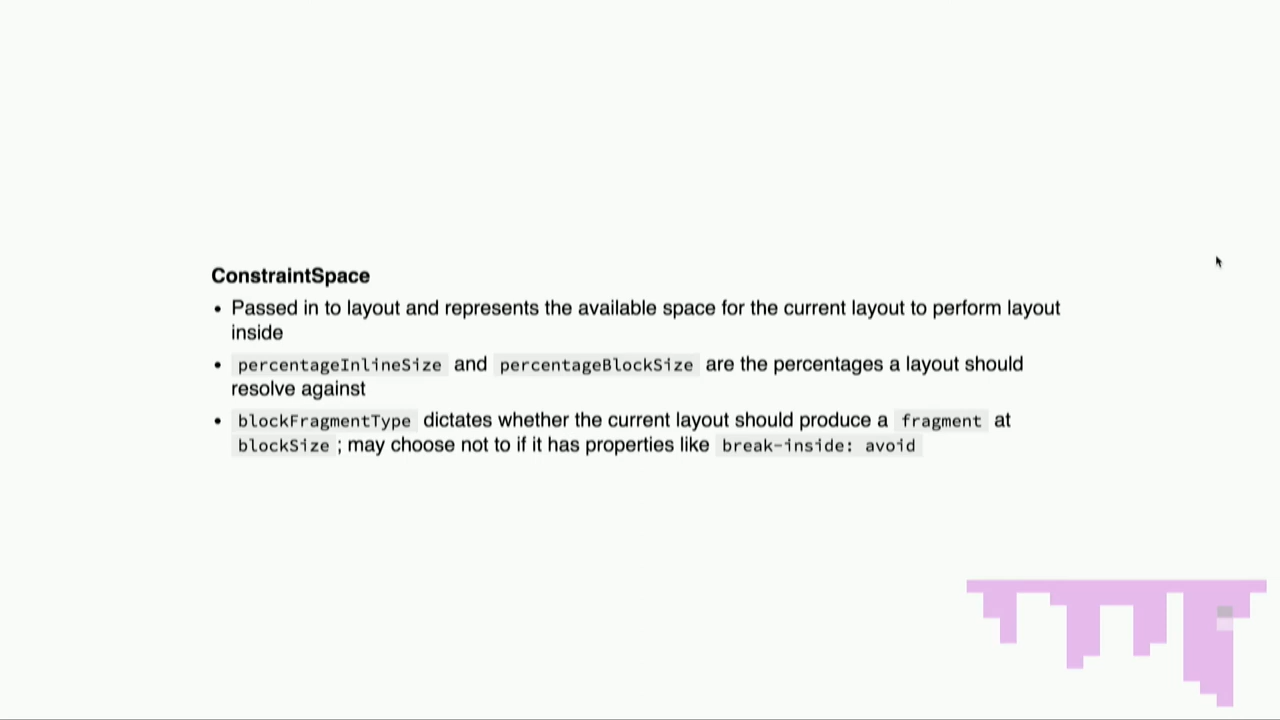 ConstraintSpace
• Passed in to layout and represents the available space for the current layout to perform layout
inside
• percentageInlineSize and percentageBlockSize are the percentages a layout should
resolve against
• blockFragmentType dictates whether the current layout should produce a fragment at
blockSize ; may choose not to if it has properties like break-inside: avoid